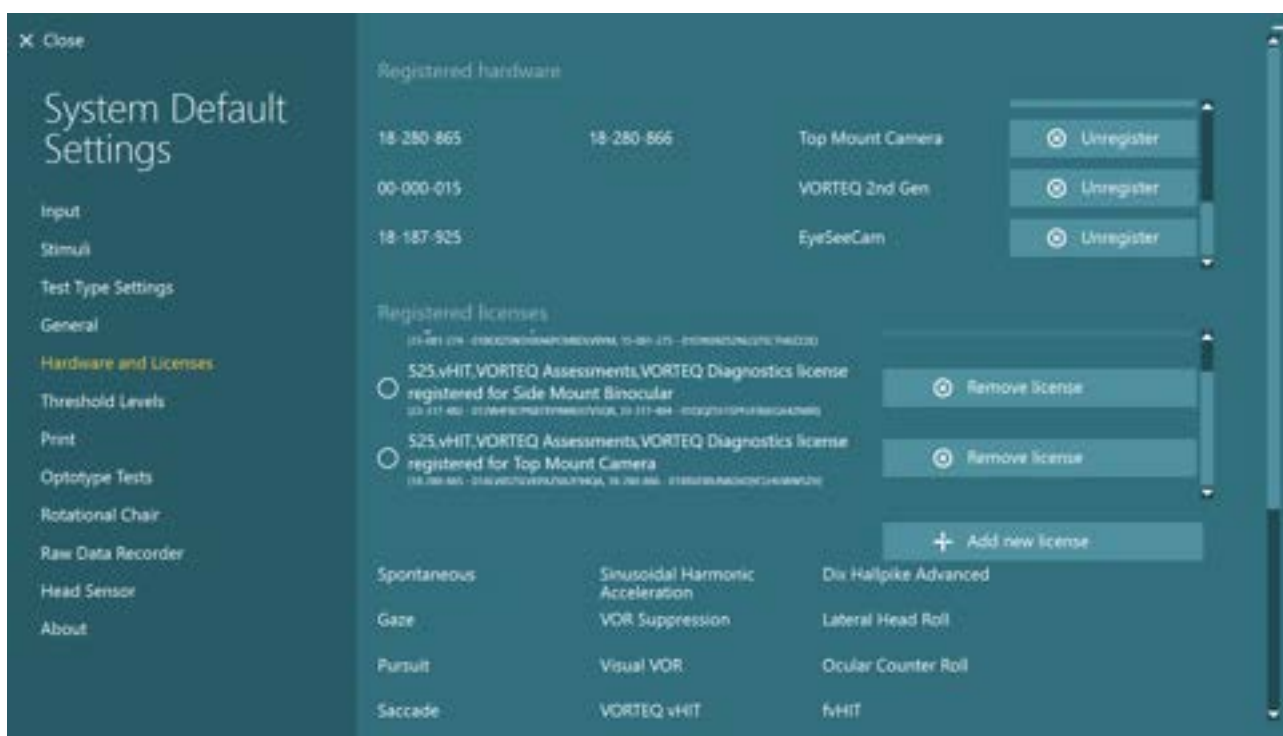 Close
System Default
Settings
Input
Stimuli
Test Type Settings
General
Hardware and Licenses
Threshold Levels
Print
Optotype Tests
Rotational Chair
Raw Data Recorder
Head Sensor
About
Registered hardware
18-280-865 18-280-866 Top Mount Camera Unregister
00-000-015 VORTEQ 2nd Gen Unregister
18-187-925 EyeSeeCam Unregister
Registered licenses
525,vHIT,VORTEQ Assessments,VORTEQ Diagnostics license
registered for Side Mount Binocular
Remove license
525,vHIT,VORTEQ Assessments,VORTEQ Diagnostics license
registered for Top Mount Camera
Remove license
Add new license
Spontaneous Sinusoidal Harmonic Dix Hallpike Advanced
Acceleration
Gaze VOR Suppression Lateral Head Roll
Pursuit Visual VOR Ocular Counter Roll
Saccade VORTEQ vHIT fvHIT